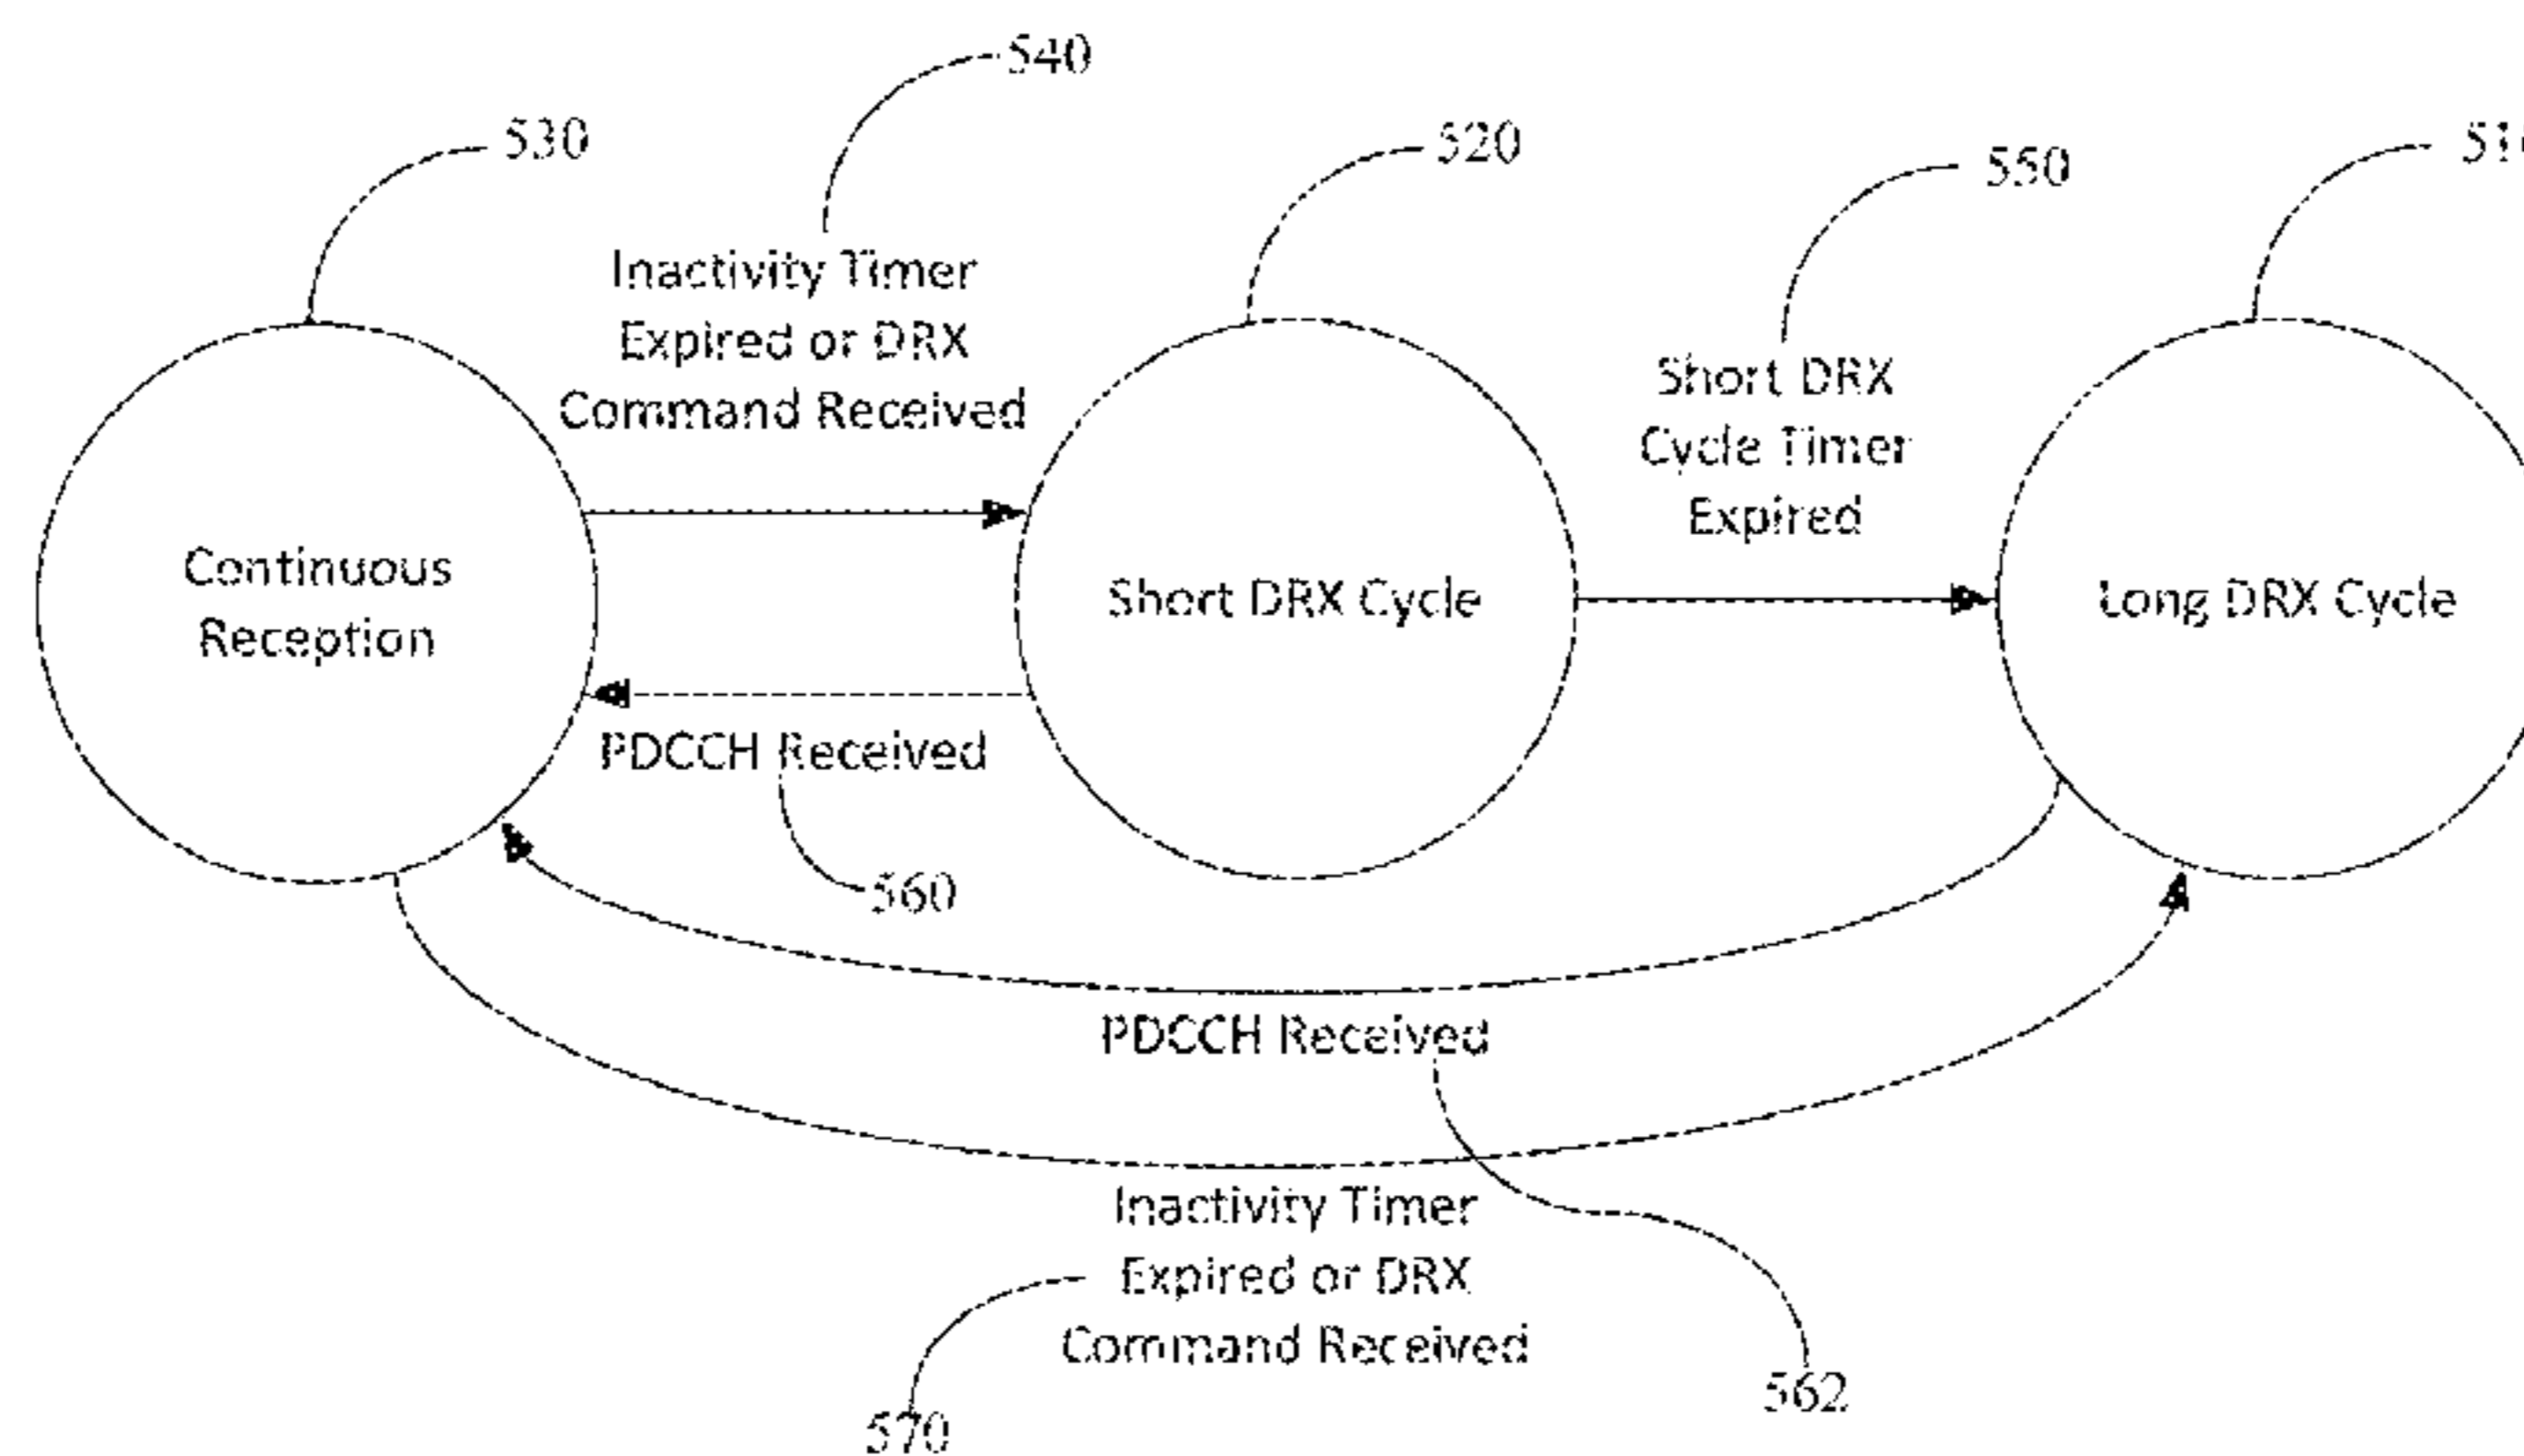 540
530
520
550
Inactivity Timer
Expired or DRX
Command Received
Short DRX
Cycle Timer
Expired
Continuous
Reception
Short DRX Cycle
Long DRX Cycle
PDCCH Received
560
PDCCH Received
Inactivity Timer
Expired or DRX
Command Received
562
570